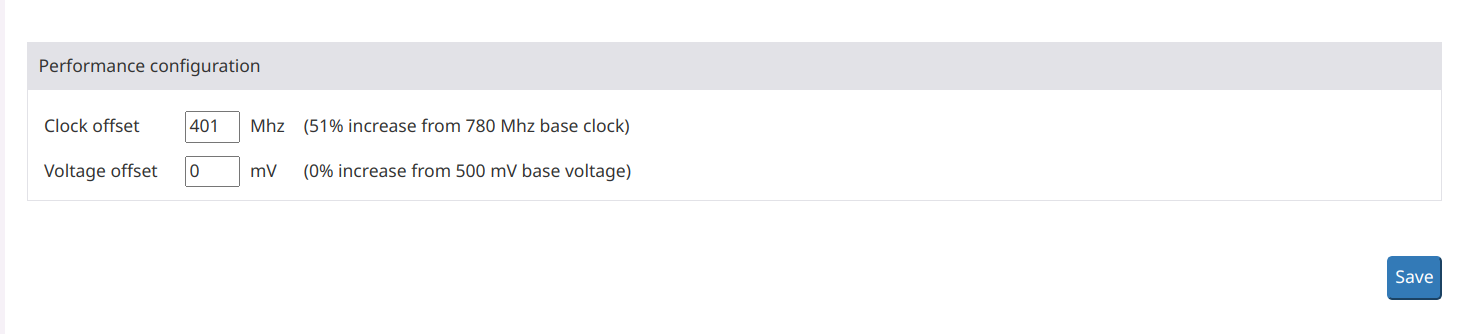 Performance configuration
Clock offset 401 Mhz (51% increase from 780 Mhz base clock)
Voltage offset 0 mV (0% increase from 500 mV base voltage)
Save